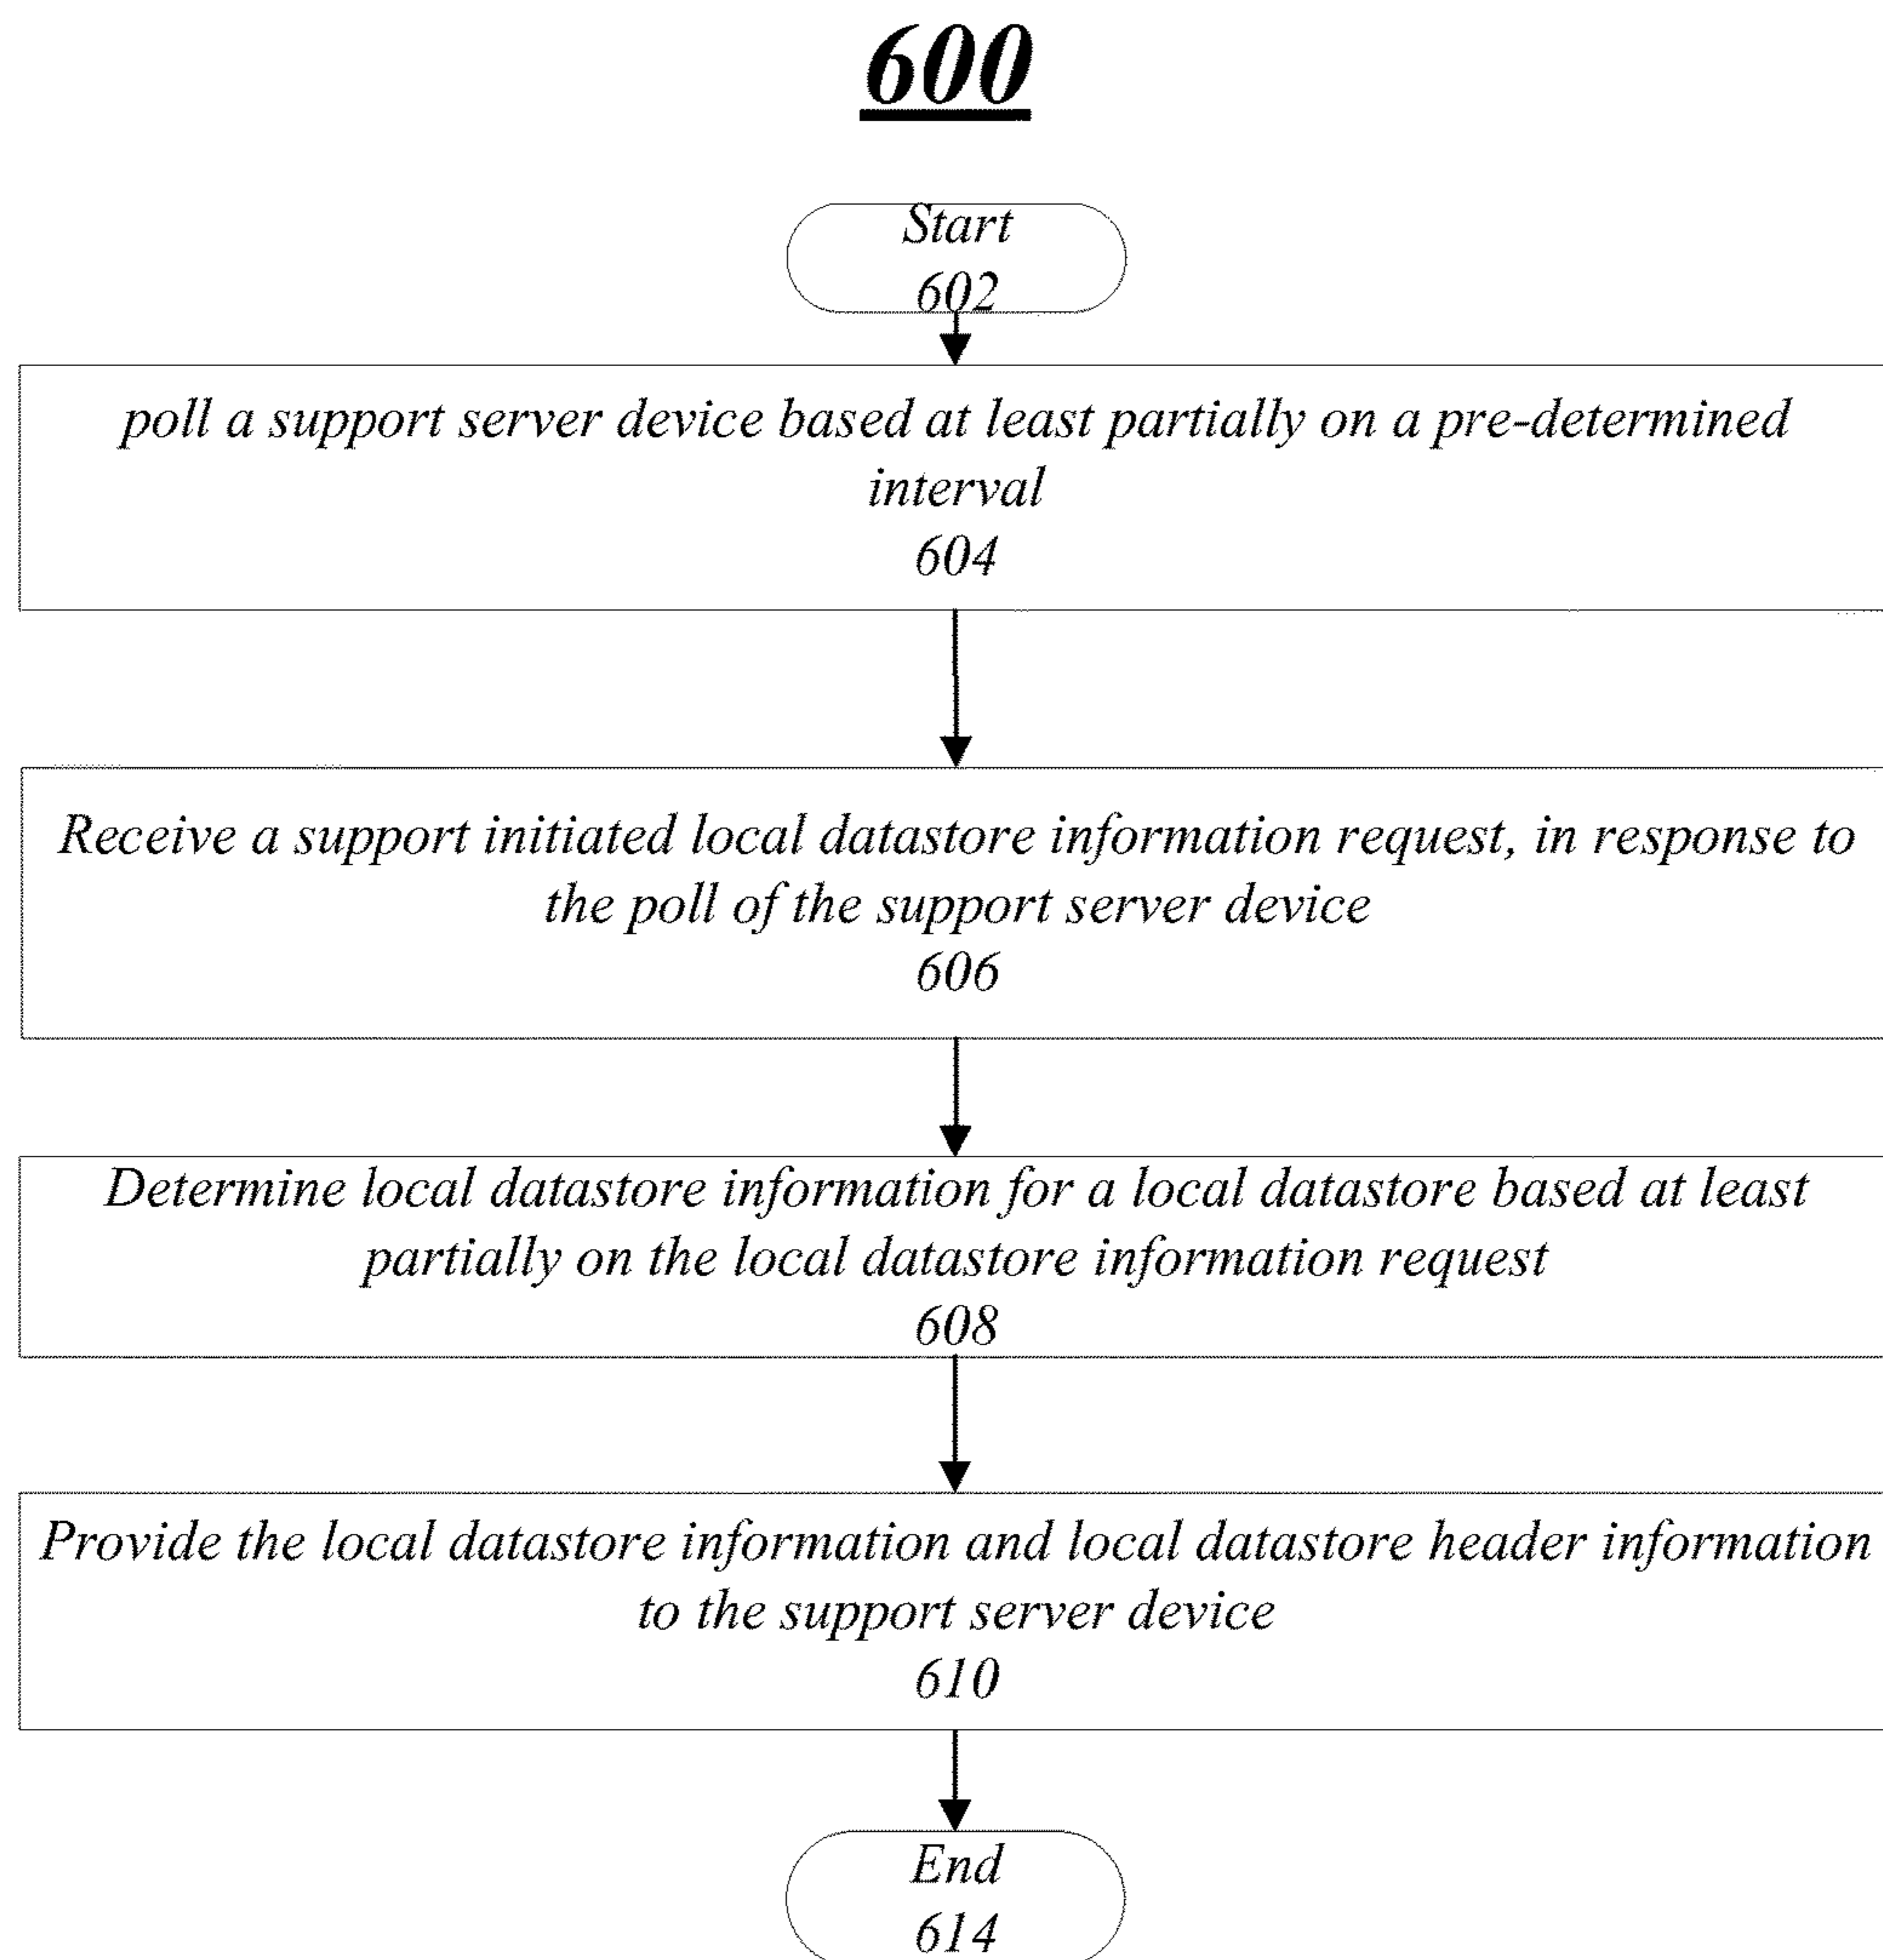 600
Start
602
poll a support server device based at least partially on a pre-determined
interval
604
Receive a support initiated local datastore information request, in response to
the poll of the support server device
606
Determine local datastore information for a local datastore based at least
partially on the local datastore information request
608
Provide the local datastore information and local datastore header information
to the support server device
610
End
614